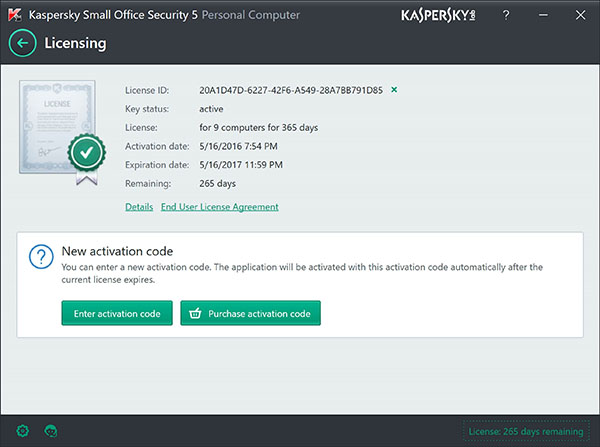 Kaspersky Small Office Security 5 Personal Computer
KASPERSKY lab
?
Licensing
LICENSE
License ID: 20A1D47D-6227-42F6-A549-28A7BB791D85
Key status: active
License: for 9 computers for 365 days
Activation date: 5/16/2016 7:54 PM
Expiration date: 5/16/2017 11:59 PM
Remaining: 265 days
Details End User License Agreement
?
New activation code
You can enter a new activation code. The application will be activated with this activation code automatically after the
current license expires.
Enter activation code Purchase activation code
License: 265 days remaining